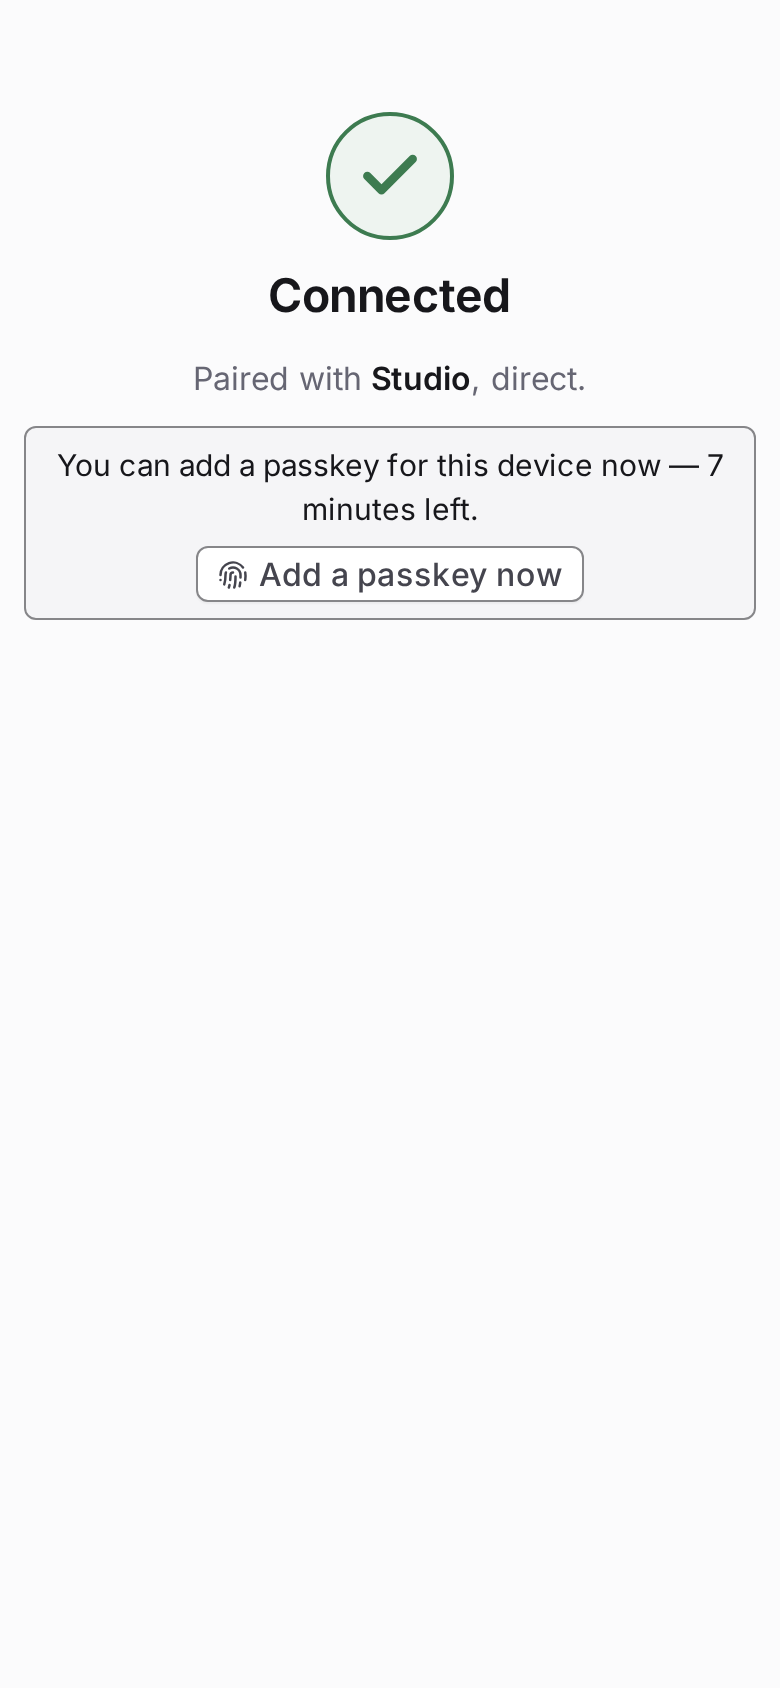 Connected
Paired with Studio, direct.
You can add a passkey for this device now — 7
minutes left.
Add a passkey now